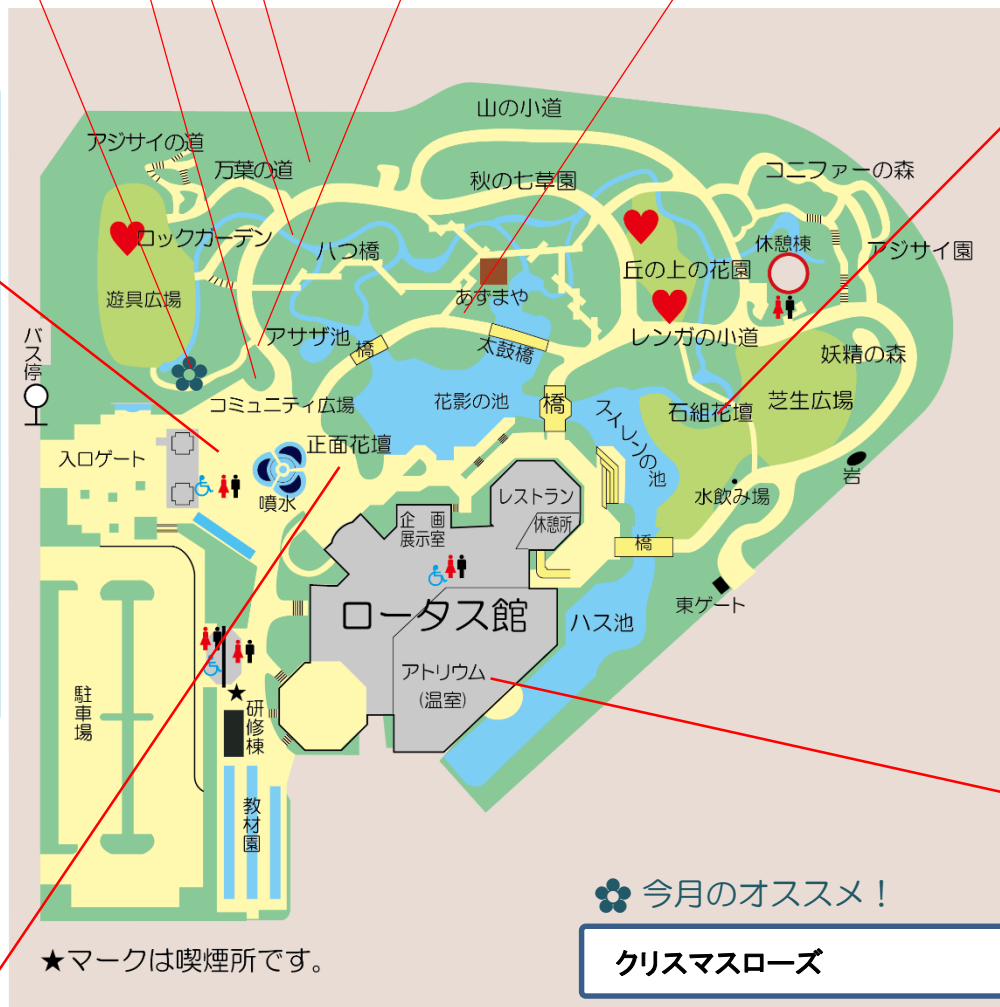 山の小道
アジサイの道
万葉の道
秋の七草園
コニファーの森
ロックガーデン
八つ橋
休憩棟
アジサイ園
遊具広場
丘の上の花園
あずまや
バス停
アサザ池
橋
太鼓橋
レンガの小道
妖精の森
コミュニティ広場
花影の池
橋
スイレンの池
石組花壇
芝生広場
入口ゲート
正面花壇
噴水
レストラン
休憩所
水飲み場
岩
企画
展示室
橋
東ゲート
ロータス館
ハス池
アトリウム
(温室)
駐車場
★
研修棟
教材園
今月のオススメ!
クリスマスローズ
★マークは喫煙所です。